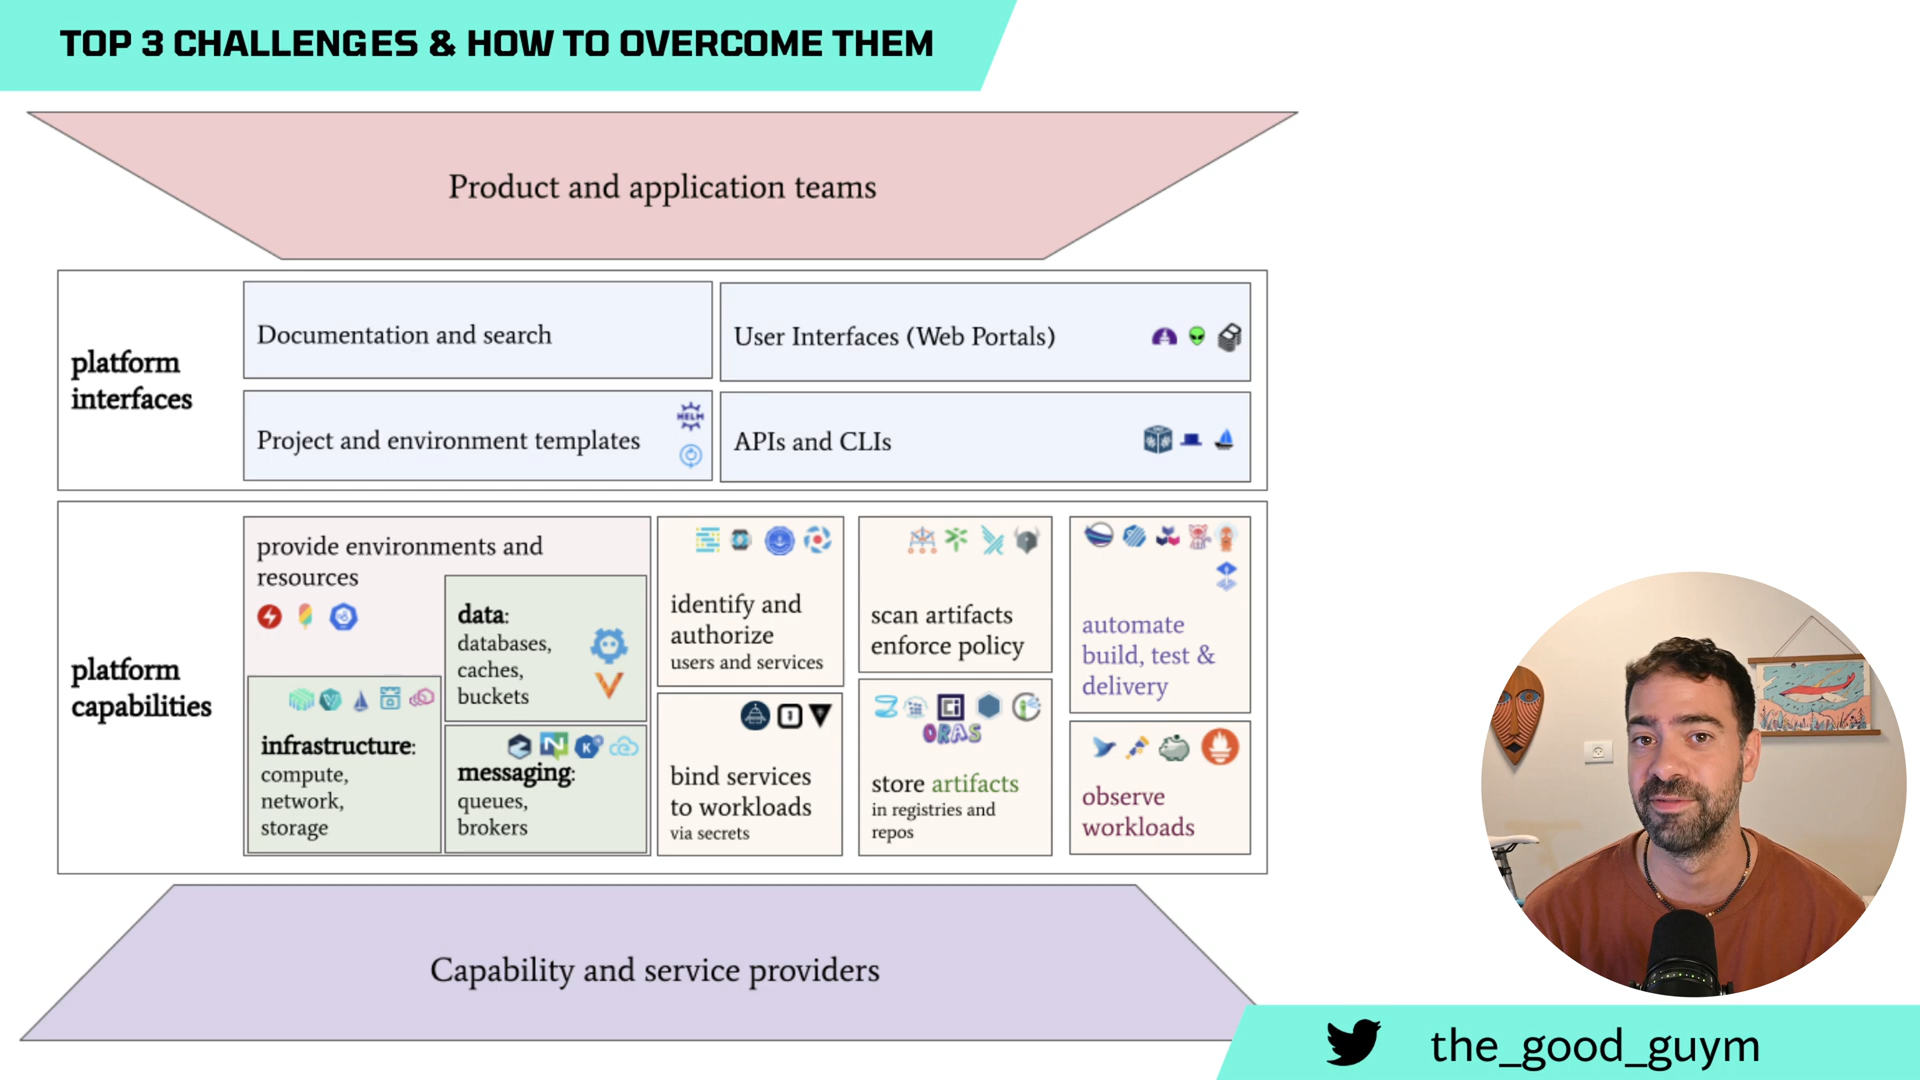 TOP 3 CHALLENGES & HOW TO OVERCOME THEM
Product and application teams
platform
interfaces
Documentation and search
User Interfaces (Web Portals)
Project and environment templates
HELM
APIs and CLIs
platform
capabilities
provide environments and
resources
data:
databases,
caches,
buckets
infrastructure:
compute,
network,
storage
messaging:
queues,
brokers
identify and
authorize
users and services
bind services
to workloads
via secrets
scan artifacts
enforce policy
ORAS
store artifacts
in registries and
repos
automate
build, test &
delivery
observe
workloads
Capability and service providers
the_good_guym